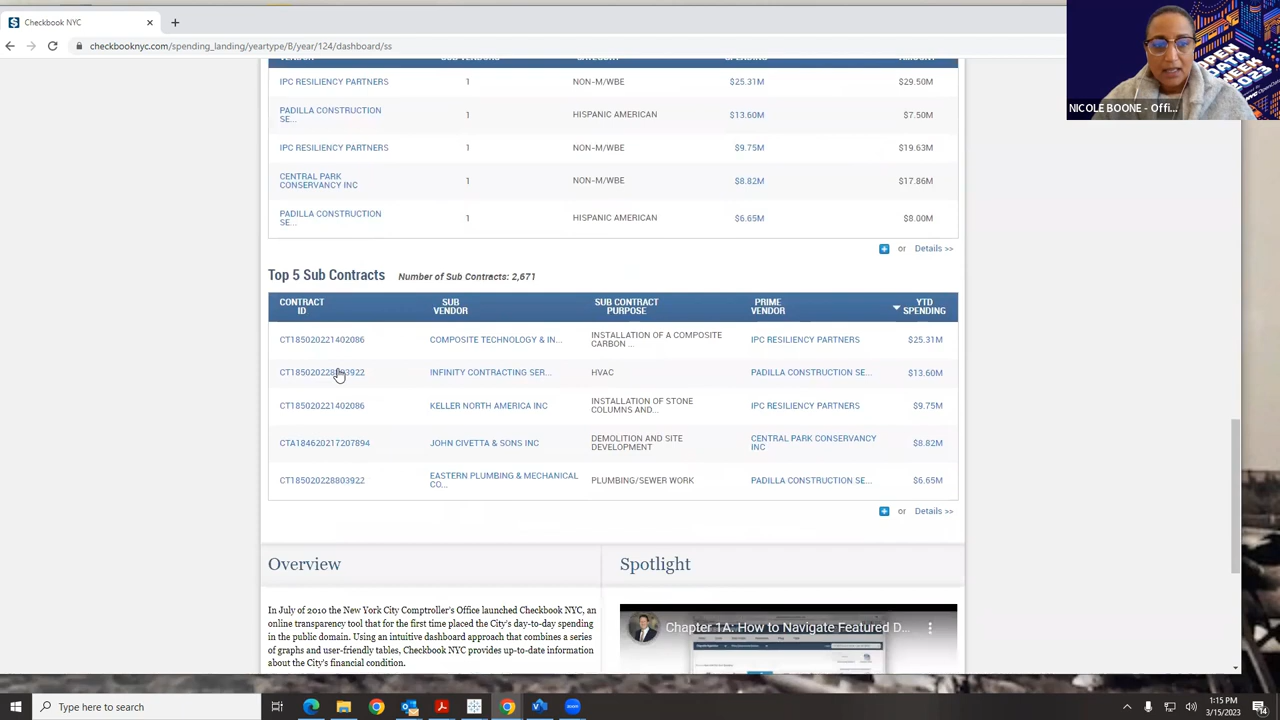 Checkbook NYC
checkbooknyc.com/spending_landing/yeartype/B/year/124/dashboard/ss
OPEN DATA WEEK 2023
NICOLE BOONE - Offi...
IPC RESILIENCY PARTNERS 1 NON-M/WBE $25.31M $29.50M
PADILLA CONSTRUCTION SE... 1 HISPANIC AMERICAN $13.60M $7.50M
IPC RESILIENCY PARTNERS 1 NON-M/WBE $9.75M $19.63M
CENTRAL PARK CONSERVANCY INC 1 NON-M/WBE $8.82M $17.86M
PADILLA CONSTRUCTION SE... 1 HISPANIC AMERICAN $6.65M $8.00M
or Details >>
Top 5 Sub Contracts Number of Sub Contracts: 2,671
CONTRACT ID SUB VENDOR SUB CONTRACT PURPOSE PRIME VENDOR YTD SPENDING
CT185020221402086 COMPOSITE TECHNOLOGY & IN... INSTALLATION OF A COMPOSITE CARBON ... IPC RESILIENCY PARTNERS $25.31M
CT185020228803922 INFINITY CONTRACTING SER... HVAC PADILLA CONSTRUCTION SE... $13.60M
CT185020221402086 KELLER NORTH AMERICA INC INSTALLATION OF STONE COLUMNS AND... IPC RESILIENCY PARTNERS $9.75M
CTA184620217207894 JOHN CIVETTA & SONS INC DEMOLITION AND SITE DEVELOPMENT CENTRAL PARK CONSERVANCY INC $8.82M
CT185020228803922 EASTERN PLUMBING & MECHANICAL CO... PLUMBING/SEWER WORK PADILLA CONSTRUCTION SE... $6.65M
or Details >>
Overview
In July of 2010 the New York City Comptroller's Office launched Checkbook NYC, an
online transparency tool that for the first time placed the City's day-to-day spending
in the public domain. Using an intuitive dashboard approach that combines a series
of graphs and user-friendly tables, Checkbook NYC provides up-to-date information
about the City's financial condition.
Spotlight
Chapter 1A: How to Navigate Featured D...
Type here to search
1:15 PM
3/15/2023
14